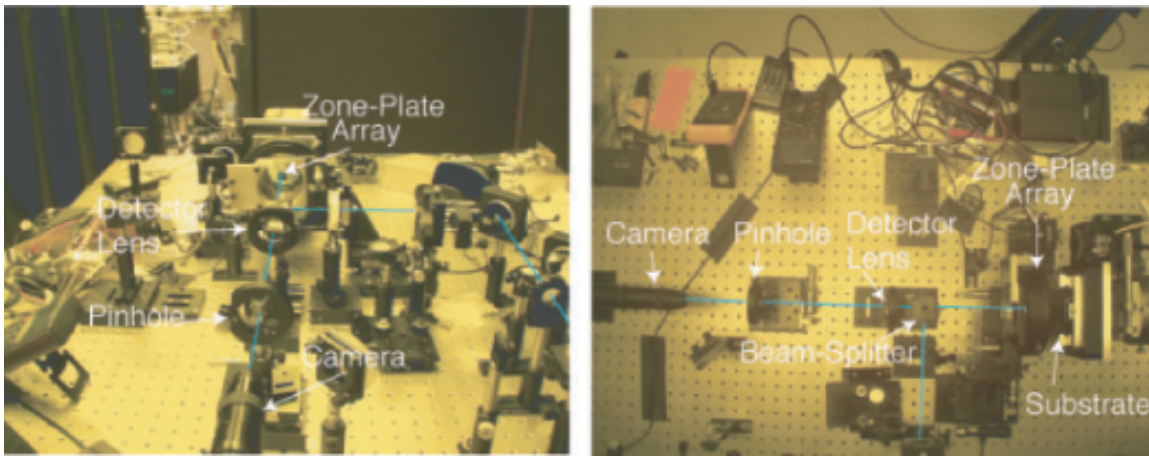 Zone-Plate
Array
Detector
Lens
Pinhole
Camera
Zone-Plate
Array
Camera
Pinhole
Detector
Lens
Beam-Splitter
Substrate